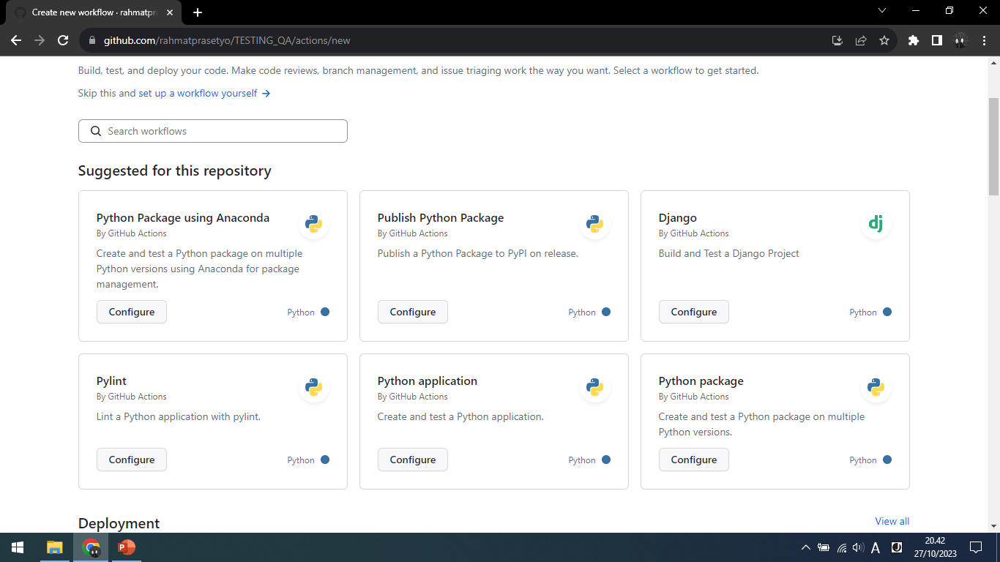 Create new workflow · rahmatpra
github.com/rahmatprasetyo/TESTING_QA/actions/new
Build, test, and deploy your code. Make code reviews, branch management, and issue triaging work the way you want. Select a workflow to get started.
Skip this and set up a workflow yourself →
Search workflows
Suggested for this repository
Python Package using Anaconda
By GitHub Actions
Create and test a Python package on multiple
Python versions using Anaconda for package
management.
Configure
Python
Publish Python Package
By GitHub Actions
Publish a Python Package to PyPI on release.
Configure
Python
Django
dj
By GitHub Actions
Build and Test a Django Project
Configure
Python
Pylint
By GitHub Actions
Lint a Python application with pylint.
Configure
Python
Python application
By GitHub Actions
Create and test a Python application.
Configure
Python
Python package
By GitHub Actions
Create and test a Python package on multiple
Python versions.
Configure
Python
Deployment
View all
P
A
J
20.42
27/10/2023